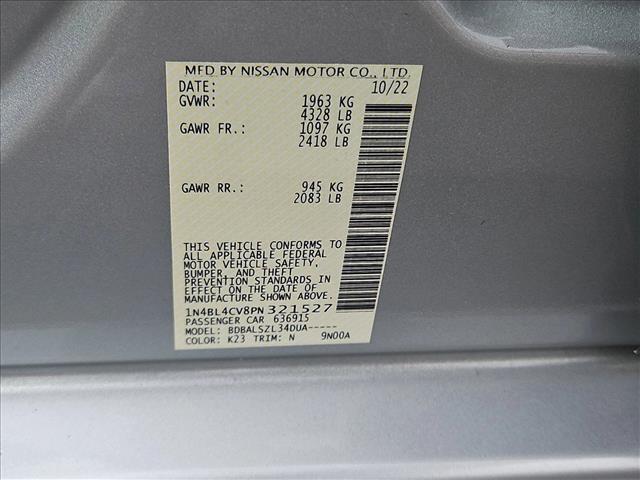 MFD BY NISSAN MOTOR CO., LTD.
DATE: 10/22
GVWR: 1963 KG
4328 LB
GAWR FR.: 1097 KG
2418 LB
GAWR RR.: 945 KG
2083 LB
THIS VEHICLE CONFORMS TO
ALL APPLICABLE FEDERAL
MOTOR VEHICLE SAFETY,
BUMPER, AND THEFT
PREVENTION STANDARDS IN
EFFECT ON THE DATE OF
MANUFACTURE SHOWN ABOVE.
1N4BL4CV8PN321527
PASSENGER CAR 636915
MODEL: BDBALSZL34DUA-----
COLOR: K23 TRIM: N 9N00A